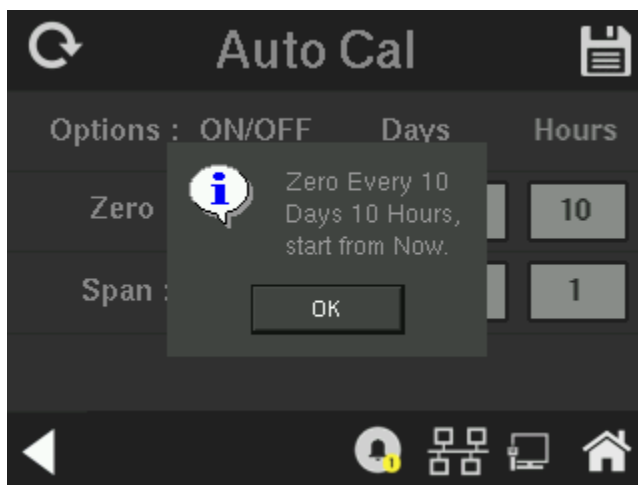 Auto Cal
Options : ON/OFF Days Hours
Zero
Zero Every 10
Days 10 Hours,
start from Now.
10
Span :
1
OK
1